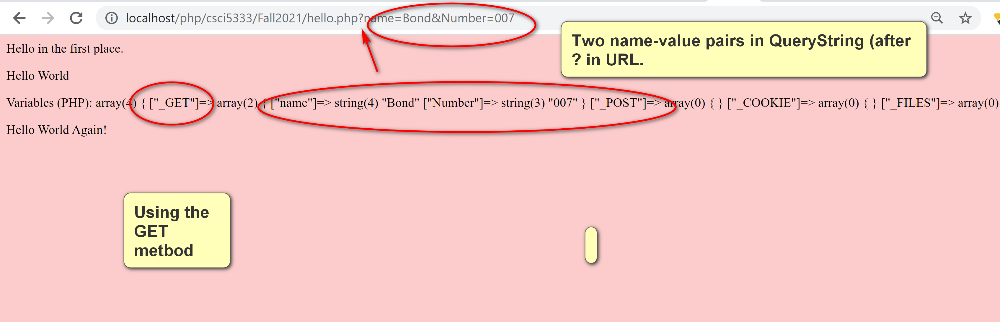 localhost/php/csci5333/Fall2021/hello.php?name=Bond&Number=007
Two name-value pairs in QueryString (after
? in URL.
Hello in the first place.
Hello World
Variables (PHP): array(4) { ["_GET"]=> array(2) { ["name"]=> string(4) "Bond" ["Number"]=> string(3) "007" } ["_POST"]=> array(0) { } ["_COOKIE"]=> array(0) { } ["_FILES"]=> array(0)
Hello World Again!
Using the
GET
metbod